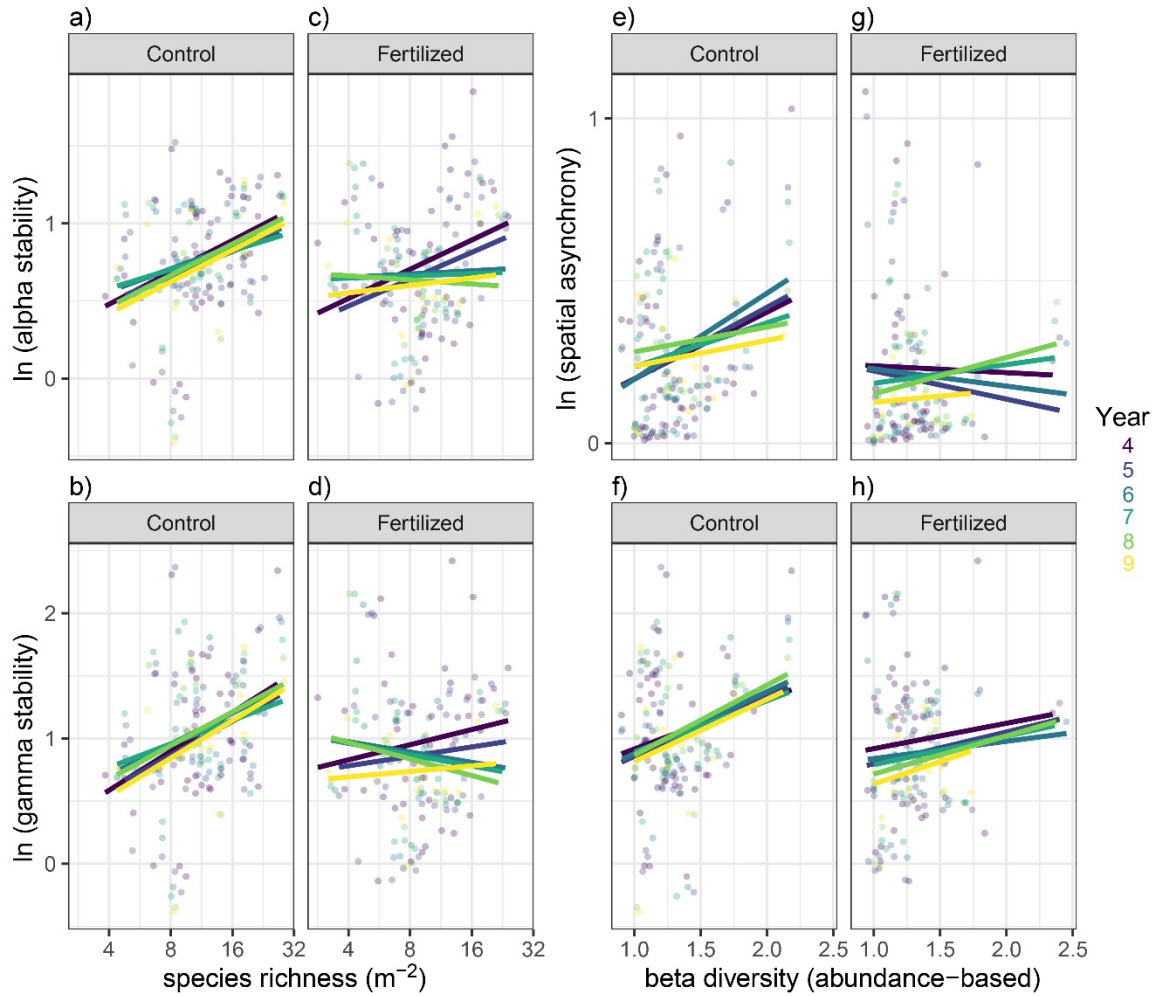 a)
Control
c)
Fertilized
e)
Control
g)
Fertilized
ln (alpha stability)
1
0
ln (spatial asynchrony)
1
0
Year
4
5
6
7
8
9
b)
Control
d)
Fertilized
f)
Control
h)
Fertilized
ln (gamma stability)
2
1
0
4 8 16 32
4 8 16 32
species richness (m⁻²)
1.0 1.5 2.0 2.5
1.0 1.5 2.0 2.5
beta diversity (abundance−based)